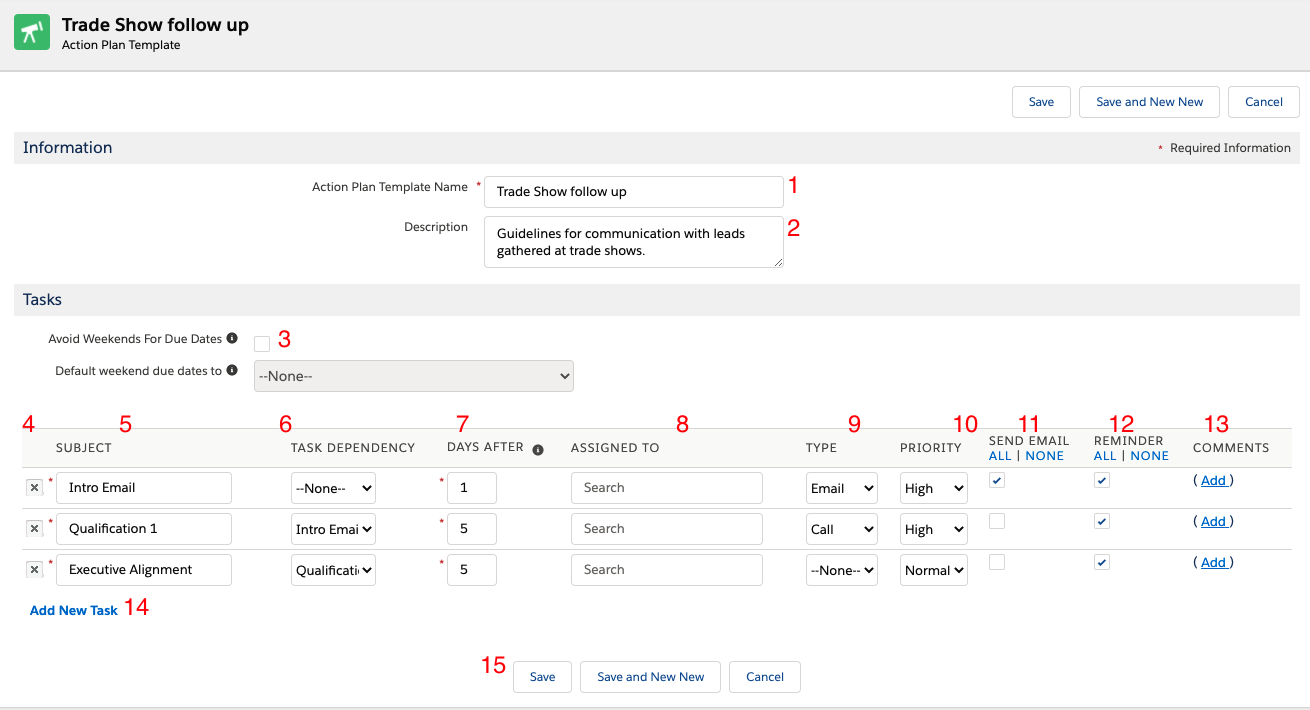 Trade Show follow up
Action Plan Template
Save Save and New New Cancel
Information * Required Information
Action Plan Template Name * Trade Show follow up 1
Description Guidelines for communication with leads 2
gathered at trade shows.
Tasks
Avoid Weekends For Due Dates i 3
Default weekend due dates to i --None--
4 5 6 7 8 9 10 11 12 13
SUBJECT TASK DEPENDENCY DAYS AFTER i ASSIGNED TO TYPE PRIORITY SEND EMAIL REMINDER COMMENTS
ALL | NONE ALL | NONE
x * Intro Email --None-- * 1 Search Email High ( Add )
x * Qualification 1 Intro Emai * 5 Search Call High ( Add )
x * Executive Alignment Qualificati * 5 Search --None-- Normal ( Add )
Add New Task 14
15 Save Save and New New Cancel